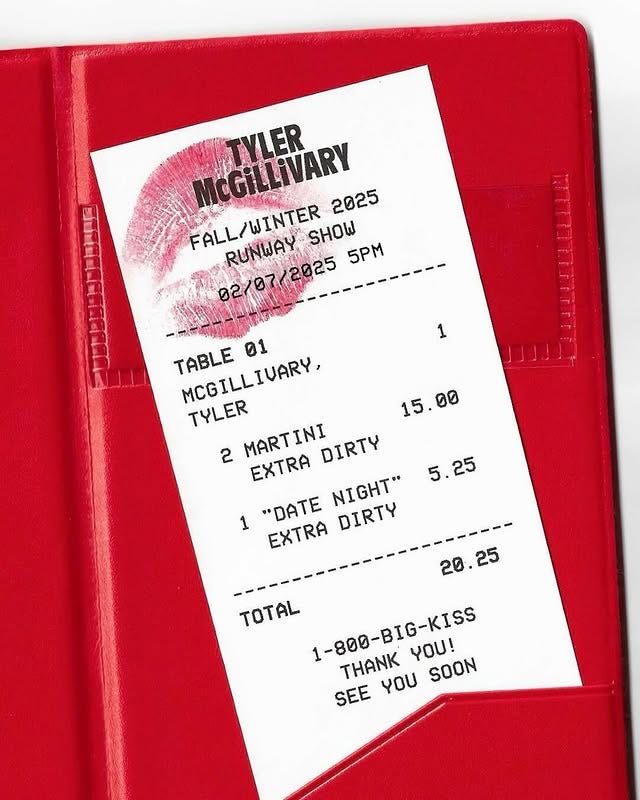 TYLER
McGiLLiVARY
FALL/WINTER 2025
RUNWAY SHOW
02/07/2025 5PM
TABLE 01 1
MCGILLIVARY,
TYLER
2 MARTINI 15.00
EXTRA DIRTY
1 "DATE NIGHT" 5.25
EXTRA DIRTY
20.25
TOTAL
1-800-BIG-KISS
THANK YOU!
SEE YOU SOON